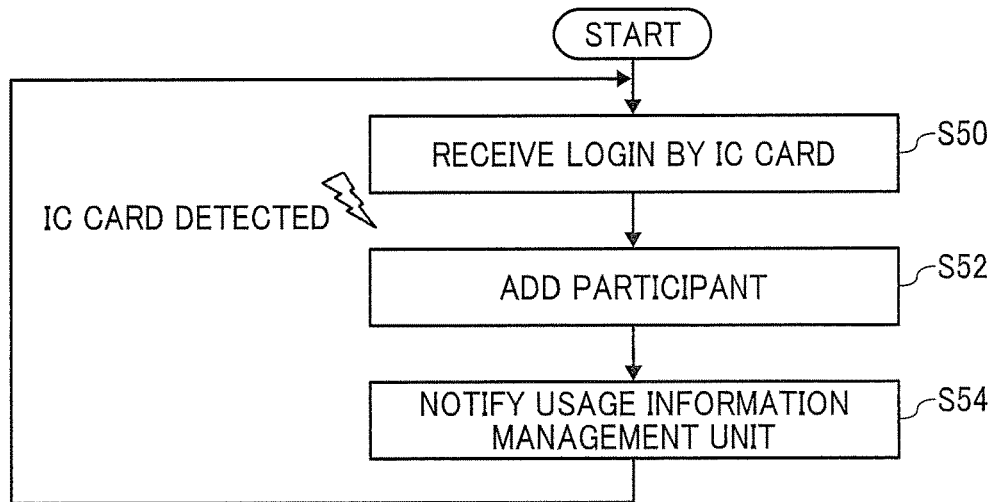 START
RECEIVE LOGIN BY IC CARD
S50
IC CARD DETECTED
ADD PARTICIPANT
S52
NOTIFY USAGE INFORMATION
MANAGEMENT UNIT
S54